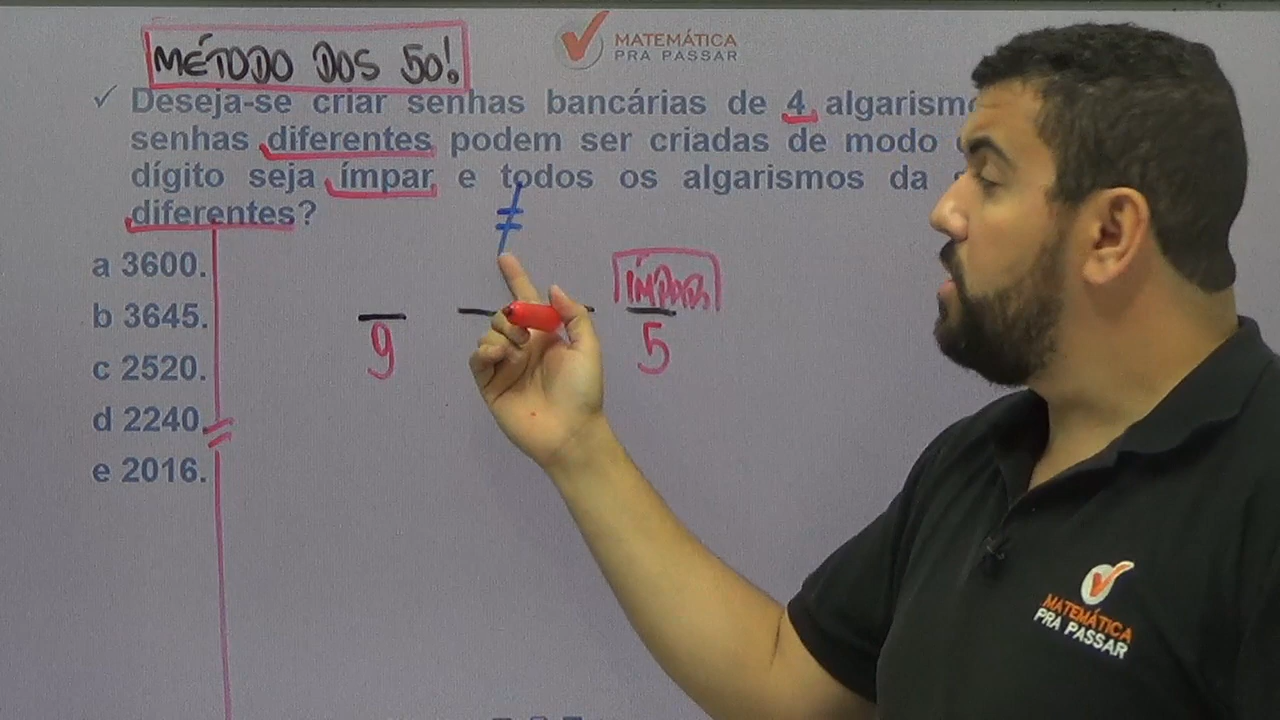 MÉTODO DOS 50!
MATEMÁTICA
PRA PASSAR
✓ Deseja-se criar senhas bancárias de 4 algarismo
senhas diferentes podem ser criadas de modo
dígito seja ímpar e todos os algarismos da
diferentes?
a 3600.
b 3645.
c 2520.
d 2240.
e 2016.
≠
ÍMPAR.
9
5
MATEMÁTICA
PRA PASSAR